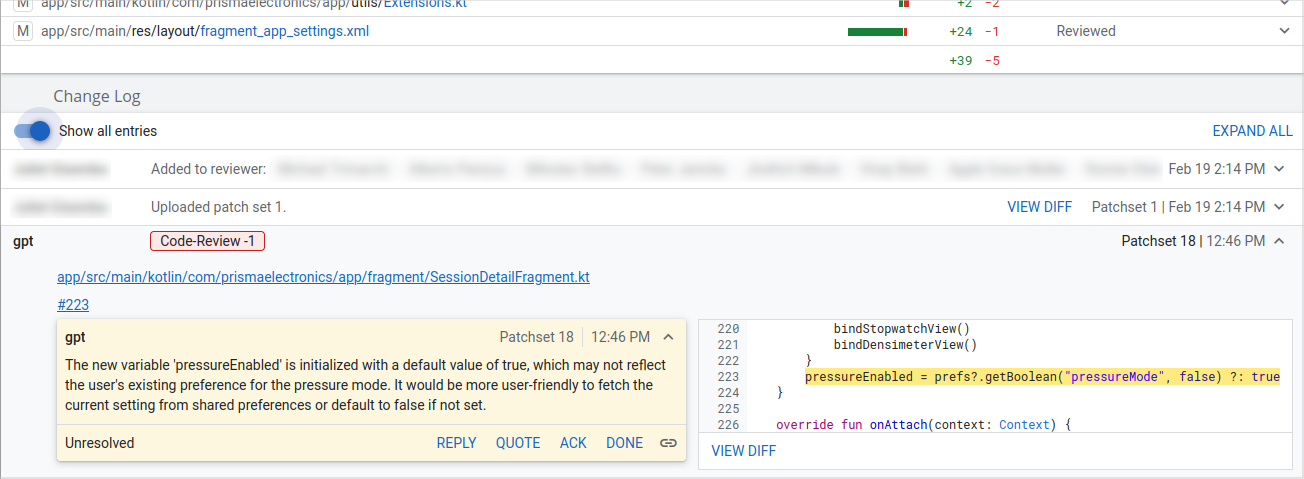 M app/src/main/kotlin/com/prismaelectronics/app/utils/Extensions.kt +2 −2
M app/src/main/res/layout/fragment_app_settings.xml +24 −1 Reviewed
+39 −5
Change Log
Show all entries EXPAND ALL
Added to reviewer: Feb 19 2:14 PM
Uploaded patch set 1. VIEW DIFF Patchset 1 | Feb 19 2:14 PM
gpt Code-Review -1 Patchset 18 | 12:46 PM
app/src/main/kotlin/com/prismaelectronics/app/fragment/SessionDetailFragment.kt
#223
gpt Patchset 18 12:46 PM
The new variable 'pressureEnabled' is initialized with a default value of true, which may not reflect
the user's existing preference for the pressure mode. It would be more user-friendly to fetch the
current setting from shared preferences or default to false if not set.
Unresolved REPLY QUOTE ACK DONE
220 bindStopwatchView()
221 bindDensimeterView()
222 }
223 pressureEnabled = prefs?.getBoolean("pressureMode", false) ?: true
224 }
225
226 override fun onAttach(context: Context) {
VIEW DIFF